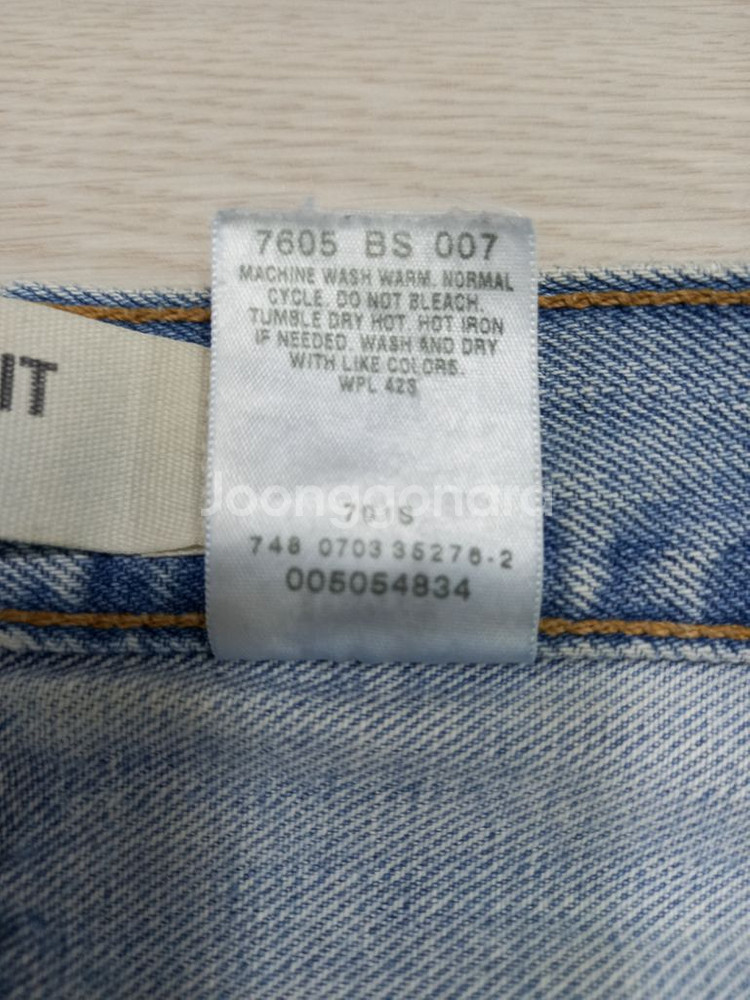 IT
7605 BS 007
MACHINE WASH WARM. NORMAL
CYCLE. DO NOT BLEACH.
TUMBLE DRY HOT. HOT IRON
IF NEEDED. WASH AND DRY
WITH LIKE COLORS.
WPL 423
Joonggonara
748 0703 35276-2
005054834